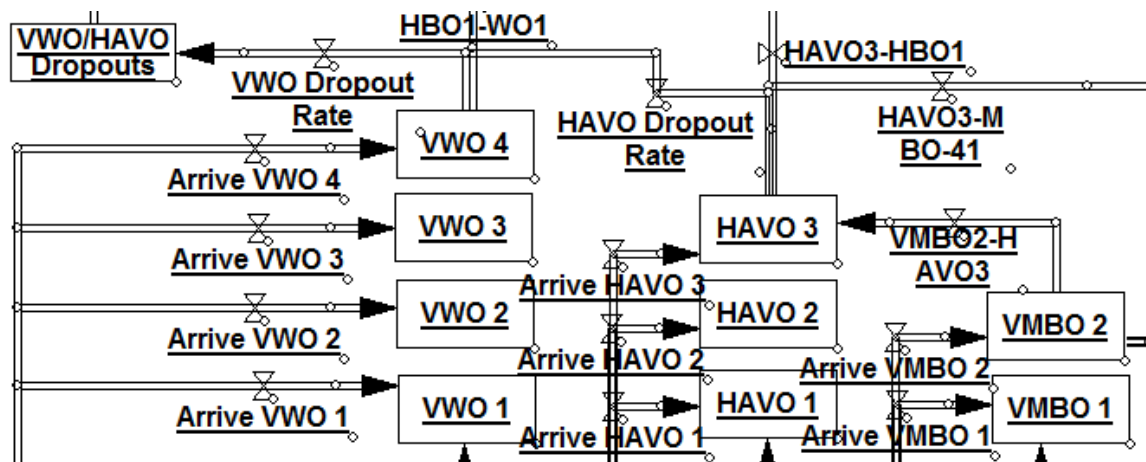 VWO/HAVO
Dropouts
HBO1-WO1
VWO Dropout
Rate
HAVO Dropout
Rate
HAVO3-HBO1
HAVO3-M
BO-41
VWO 4
Arrive VWO 4
VWO 3
Arrive VWO 3
HAVO 3
Arrive HAVO 3
VMBO2-H
AVO3
VWO 2
Arrive VWO 2
HAVO 2
Arrive HAVO 2
VMBO 2
Arrive VMBO 2
VWO 1
Arrive VWO 1
HAVO 1
Arrive HAVO 1
VMBO 1
Arrive VMBO 1